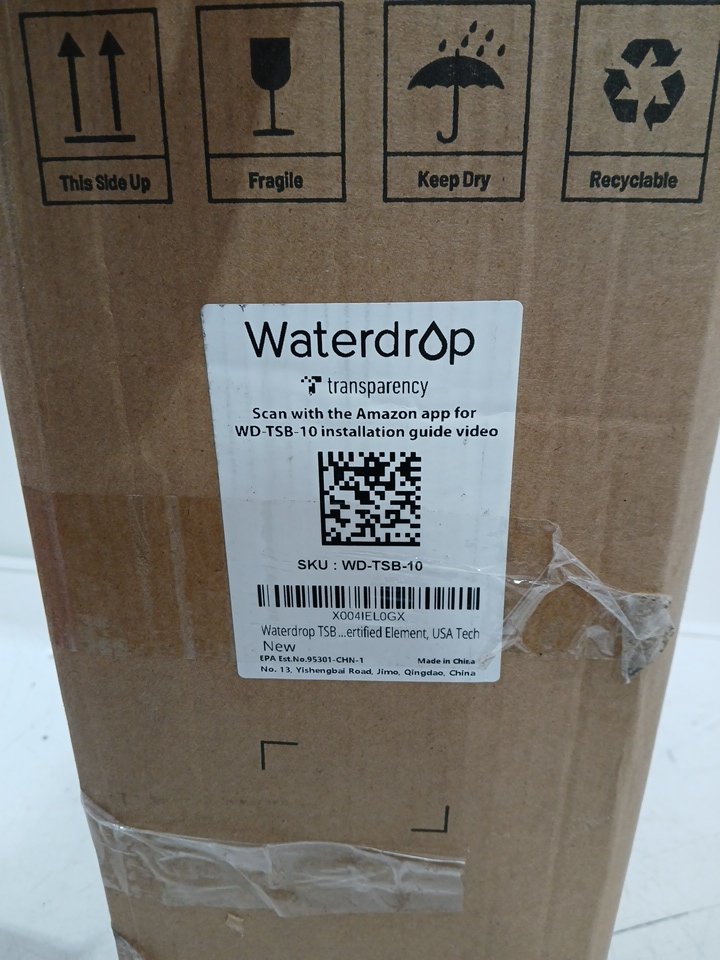 This Side Up
Fragile
Keep Dry
Recyclable
Waterdrop
transparency
Scan with the Amazon app for
WD-TSB-10 installation guide video
SKU : WD-TSB-10
X004IEL0GX
Waterdrop TSB...ertified Element, USA Tech
New
EPA Est.No.95301-CHN-1 Made in China
No. 13, Yishengbai Road, Jimo, Qingdao, China